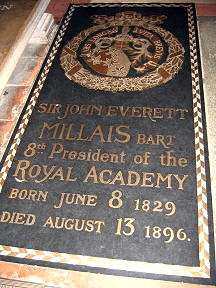 SIR JOHN EVERETT
MILLAIS BART
8th President of the
ROYAL ACADEMY
BORN JUNE 8 1829
DIED AUGUST 13 1896.